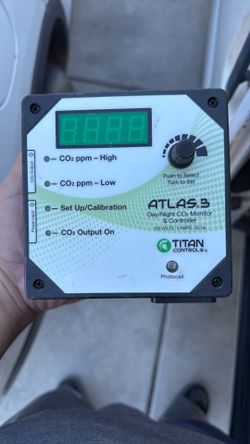 CO₂ ppm – High
CO₂ ppm – Low
Set Up/Calibration
CO₂ Output On
Push to Select
Turn to Set
ATLAS.3
Day/Night CO₂ Monitor
& Controller
TITAN
CONTROLS
Photocell